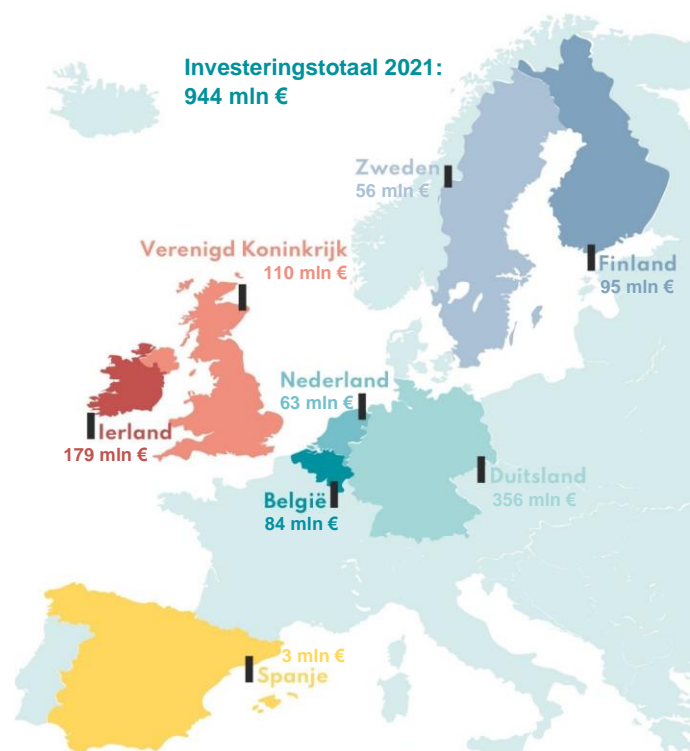 Investeringstotaal 2021:
944 mln €
Zweden
56 mln €
Verenigd Koninkrijk
110 mln €
Finland
95 mln €
Nederland
63 mln €
Ierland
179 mln €
Duitsland
356 mln €
België
84 mln €
3 mln €
Spanje